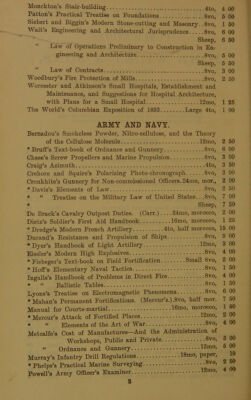 Monckton's Stair-building..........4to, 4 00
Patton's Practical Treatise on Foundations..........8vo, 5 00
Siebert and Biggin's Modern Stone-cutting and Masonry..8vo, 1 50
Wait's Engineering and Architectural Jurisprudence......8vo, 6 00
Sheep, 6 50
" Law of Operations Preliminary to Construction in En-
gineering and Architecture..........8vo, 5 00
Sheep, 5 50
" Law of Contracts..........8vo, 3 00
Woodbury's Fire Protection of Mills..........8vo, 2 50
Worcester and Atkinson's Small Hospitals, Establishment and
Maintenance, and Suggestions for Hospital Architecture,
with Plans for a Small Hospital..........12mo, 1 25
The World's Columbian Exposition of 1893..........Large 4to, 1 00
ARMY AND NAVY.
Bernadou's Smokeless Powder, Nitro-cellulose, and the Theory
of the Cellulose Molecule..........12mo, 2 50
* Bruff's Text-book of Ordnance and Gunnery..........8vo, 6 00
Chase's Screw Propellers and Marine Propulsion..........8vo, 3 00
Craig's Azimuth..........4to, 3 50
Crehore and Squire's Polarizing Photo-chronograph......8vo, 3 00
Cronkhite's Gunnery for Non-commissioned Officers..24mo, mor., 2 00
* Davis's Elements of Law..........8vo, 2 50
* " Treatise on the Military Law of United States..8vo, 7 00
Sheep, 7 50
De Brack's Cavalry Outpost Duties. (Carr.)....24mo, morocco, 2 00
Dietz's Soldier's First Aid Handbook..........16mo, morocco, 1 25
* Dredge's Modern French Artillery..........4to, half morocco, 15 00
Durand's Resistance and Propulsion of Ships..........8vo, 5 00
* Dyer's Handbook of Light Artillery..........12mo, 3 00
Eissler's Modern High Explosives..........8vo, 4 00
* Fiebeger's Text-book on Field Fortification......Small 8vo, 2 00
* Hoff's Elementary Naval Tactics..........8vo, 1 50
Ingalls's Handbook of Problems in Direct Fire..........8vo, 4 00
* " Ballistic Tables..........8vo, 1 50
Lyons's Treatise on Electromagnetic Phenomena..........8vo, 6 00
* Mahan's Permanent Fortifications. (Mercur's.).8vo, half mor. 7 50
Manual for Courts-martial..........16mo, morocco, 1 50
* Mercur's Attack of Fortified Places..........12mo, 2 00
* " Elements of the Art of War..........8vo, 4 00
Metcalfe's Cost of Manufactures—And the Administration of
Workshops, Public and Private..........8vo, 5 00
" Ordnance and Gunnery..........12mo, 5 00
Murray's Infantry Drill Regulations..........18mo, paper, 10
* Phelps's Practical Marine Surveying..........8vo, 2 50
Powell's Army Officer's Examiner..........12mo, 4 00
2